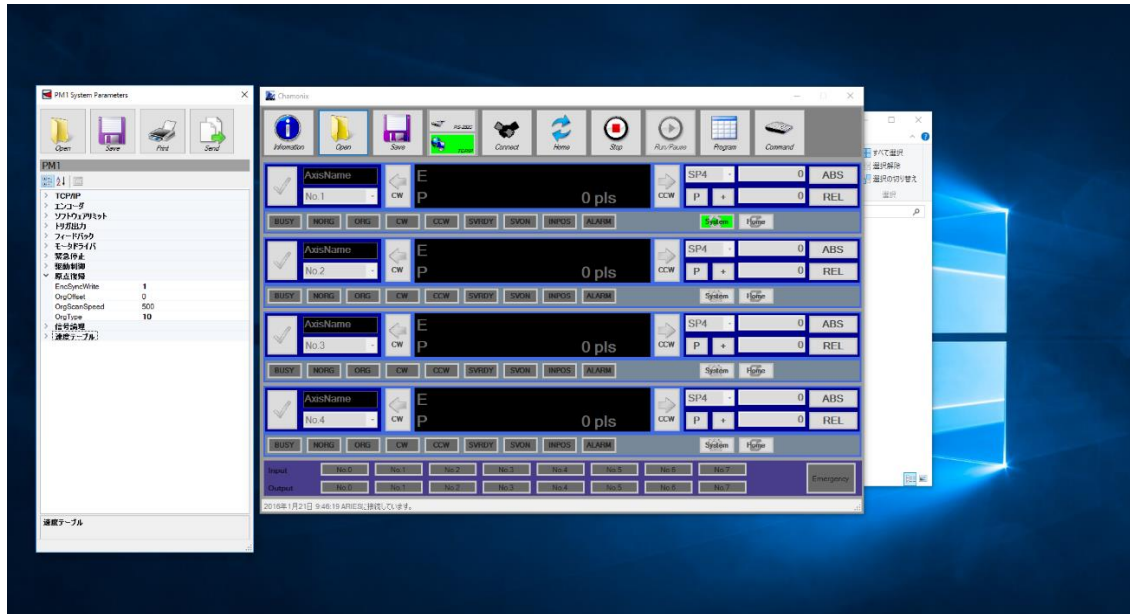 PM1 System Parameters
Open Save Print Send
PM1
TCP/IP
エンコーダ
ソフトウェアリミット
トリガ出力
フィードバック
モータドライバ
緊急停止
駆動制御
原点復帰
EncSyncWrite 1
OrgOffset 0
OrgScanSpeed 500
OrgType 10
信号論理
速度テーブル
速度テーブル
Chamonix
RS-232C
Information Open Save TCP/IP Connect Home Stop Run/Pause Program Command
AxisName E SP4 0 ABS
No.1 CW P 0 pls CCW P + 0 REL
BUSY NORG ORG CW CCW SVRDY SVON INPOS ALARM System Home
AxisName E SP4 0 ABS
No.2 CW P 0 pls CCW P + 0 REL
BUSY NORG ORG CW CCW SVRDY SVON INPOS ALARM System Home
AxisName E SP4 0 ABS
No.3 CW P 0 pls CCW P + 0 REL
BUSY NORG ORG CW CCW SVRDY SVON INPOS ALARM System Home
AxisName E SP4 0 ABS
No.4 CW P 0 pls CCW P + 0 REL
BUSY NORG ORG CW CCW SVRDY SVON INPOS ALARM System Home
Input No.0 No.1 No.2 No.3 No.4 No.5 No.6 No.7
Emergency
Output No.0 No.1 No.2 No.3 No.4 No.5 No.6 No.7
2016年1月21日 9:46:19 ARIESに接続しています。
すべて選択
選択解除
選択の切り替え
選択